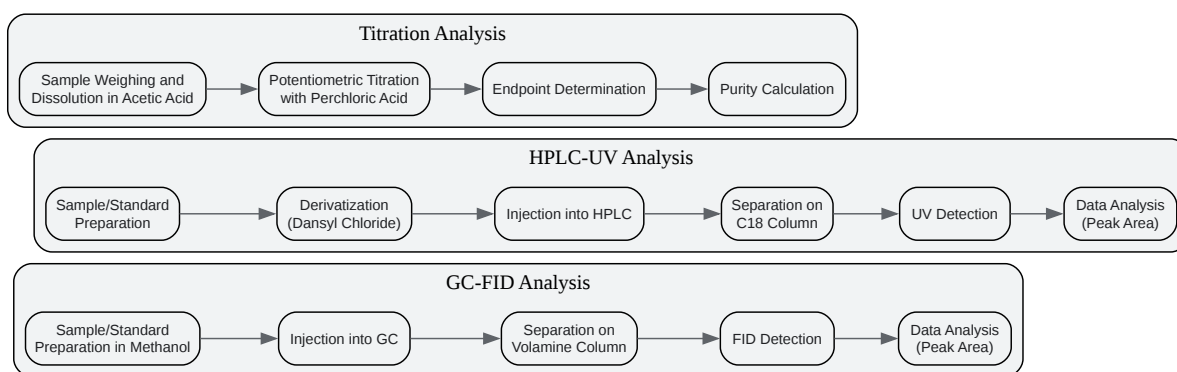 Titration Analysis
Sample Weighing and
Dissolution in Acetic Acid
Potentiometric Titration
with Perchloric Acid
Endpoint Determination
Purity Calculation
HPLC-UV Analysis
Sample/Standard
Preparation
Derivatization
(Dansyl Chloride)
Injection into HPLC
Separation on
C18 Column
UV Detection
Data Analysis
(Peak Area)
GC-FID Analysis
Sample/Standard
Preparation in Methanol
Injection into GC
Separation on
Volamine Column
FID Detection
Data Analysis
(Peak Area)